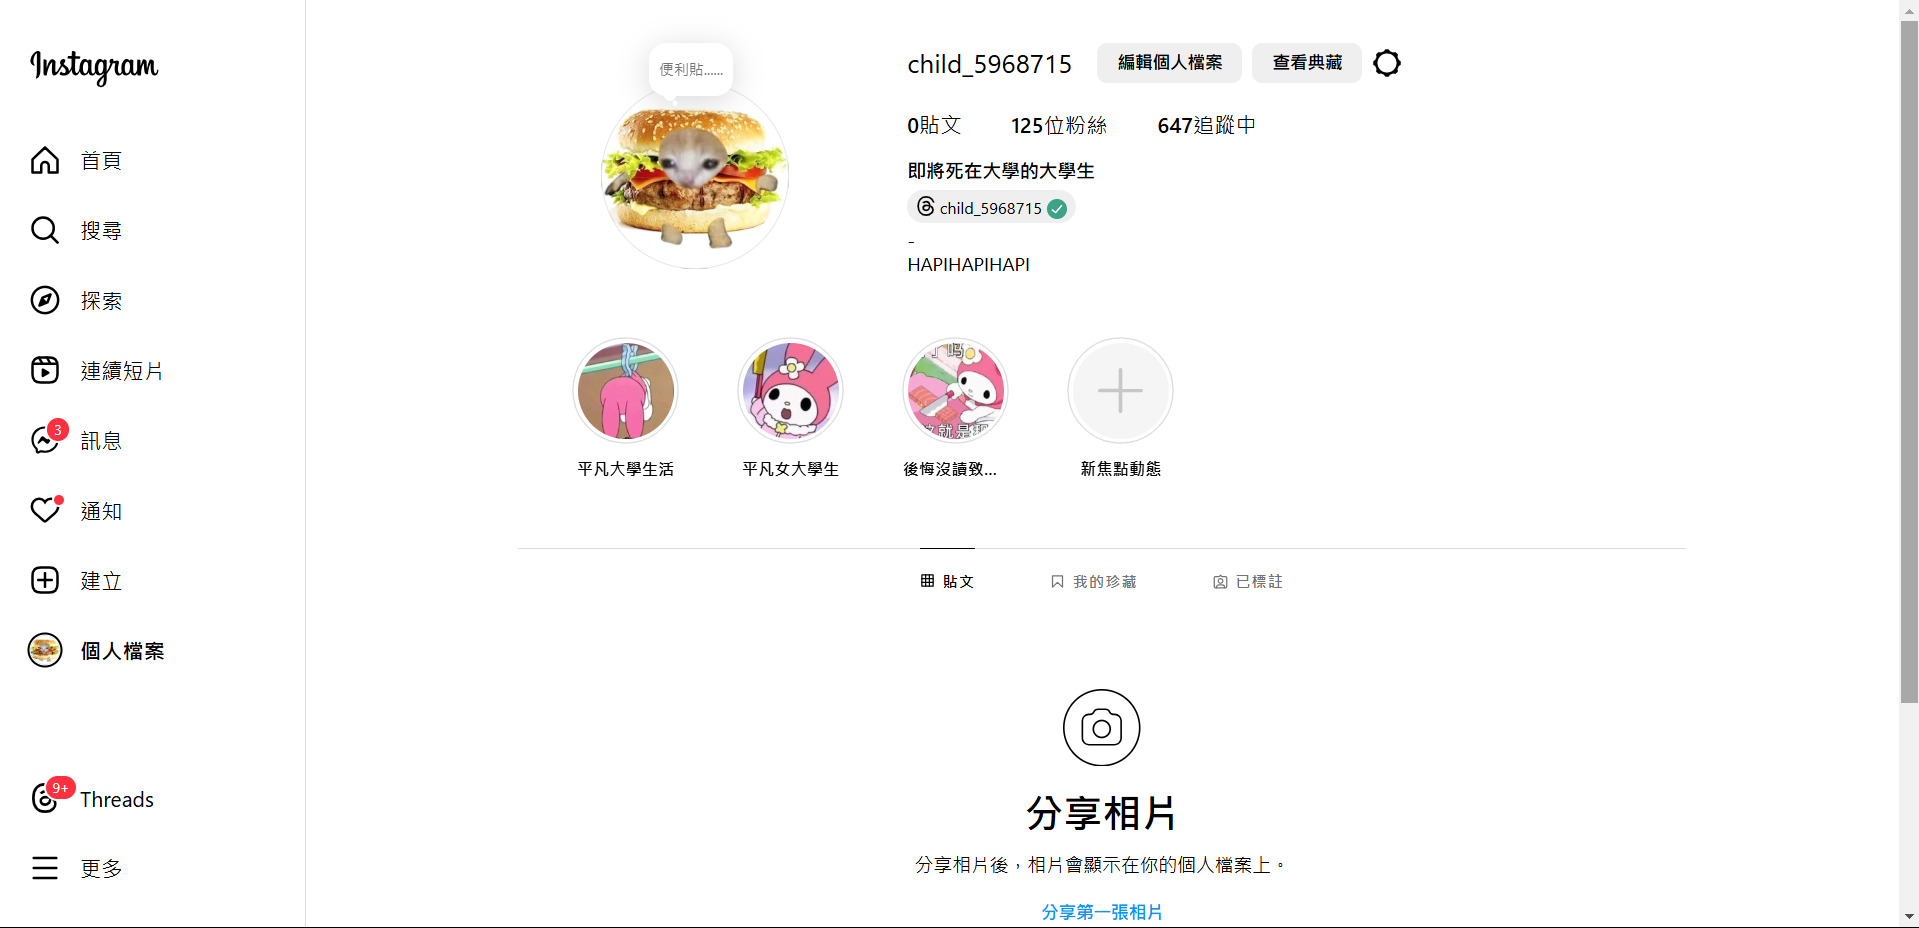 Instagram
首頁
搜尋
探索
連續短片
3
訊息
通知
建立
個人檔案
9+
Threads
更多
便利貼......
child_5968715
編輯個人檔案
查看典藏
0貼文
125位粉絲
647追蹤中
即將死在大學的大學生
child_5968715
-
HAPIHAPIHAPI
平凡大學生活
平凡女大學生
後悔沒讀致...
新焦點動態
貼文
我的珍藏
已標註
分享相片
分享相片後，相片會顯示在你的個人檔案上。
分享第一張相片